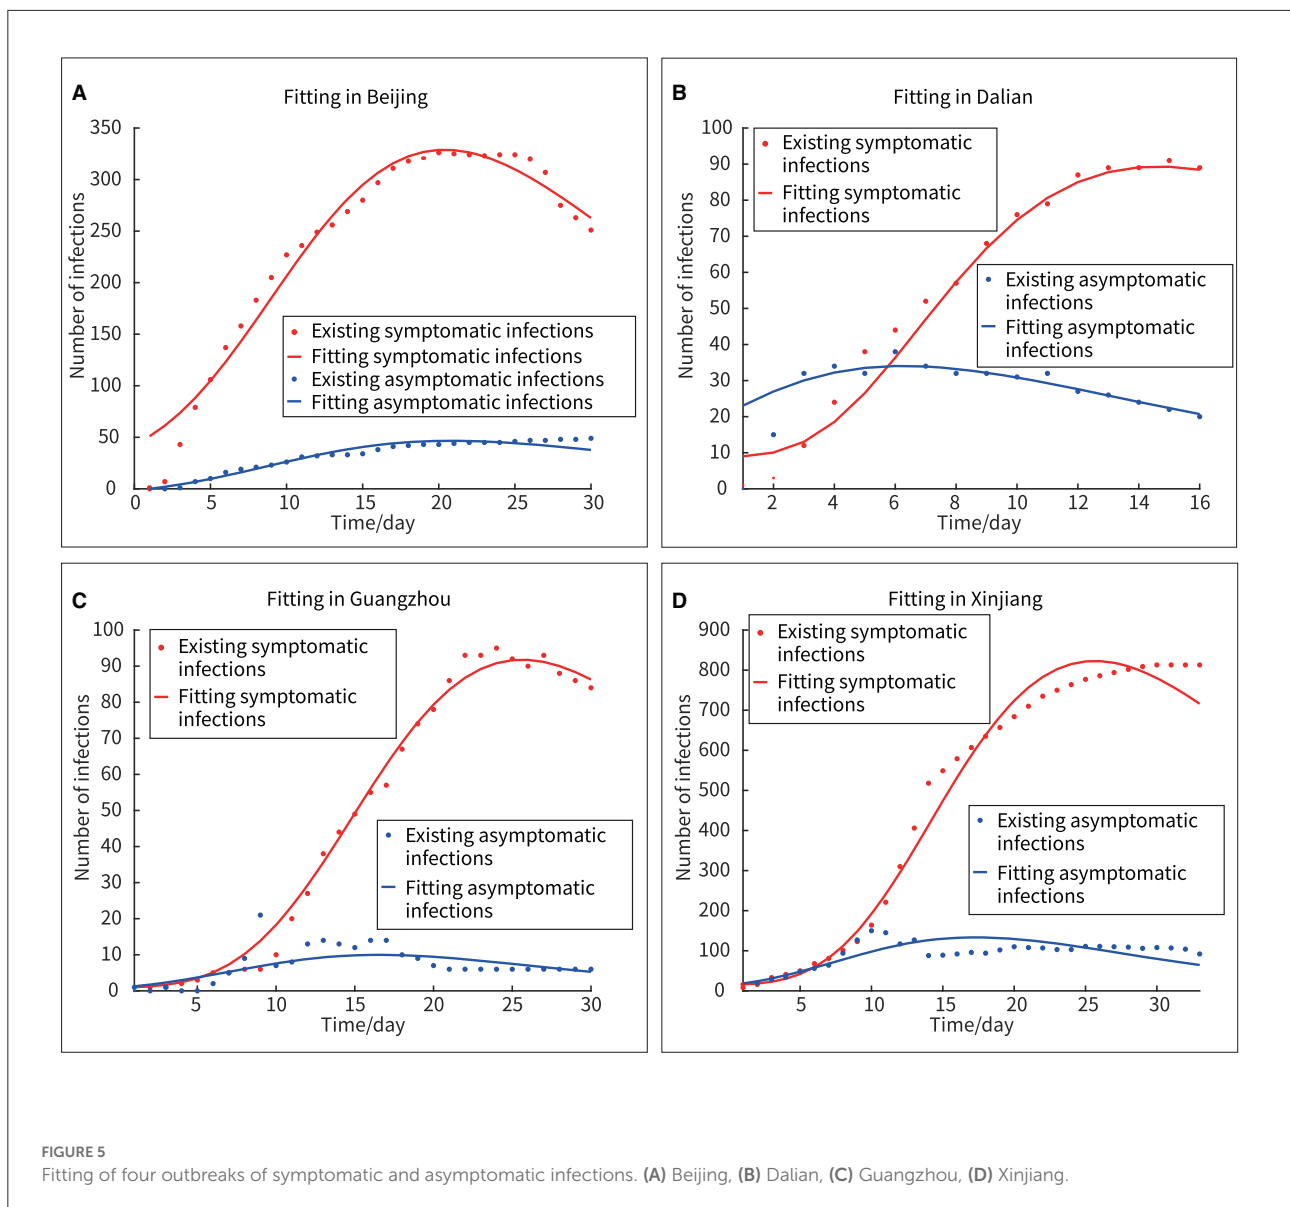 A
Fitting in Beijing
350
300
250
200
150
100
50
0
Number of infections
Existing symptomatic infections
Fitting symptomatic infections
Existing asymptomatic infections
Fitting asymptomatic infections
0 5 10 15 20 25 30
Time/day
B
Fitting in Dalian
100
90
80
70
60
50
40
30
20
10
0
Number of infections
Existing symptomatic
infections
Fitting symptomatic
infections
Existing asymptomatic
infections
Fitting asymptomatic
infections
2 4 6 8 10 12 14 16
Time/day
C
Fitting in Guangzhou
100
90
80
70
60
50
40
30
20
10
0
Number of infections
Existing symptomatic
infections
Fitting symptomatic
infections
Existing asymptomatic
infections
Fitting asymptomatic
infections
5 10 15 20 25 30
Time/day
D
Fitting in Xinjiang
900
800
700
600
500
400
300
200
100
0
Number of infections
Existing symptomatic
infections
Fitting symptomatic
infections
Existing asymptomatic
infections
Fitting asymptomatic
infections
5 10 15 20 25 30
Time/day
FIGURE 5
Fitting of four outbreaks of symptomatic and asymptomatic infections. (A) Beijing, (B) Dalian, (C) Guangzhou, (D) Xinjiang.